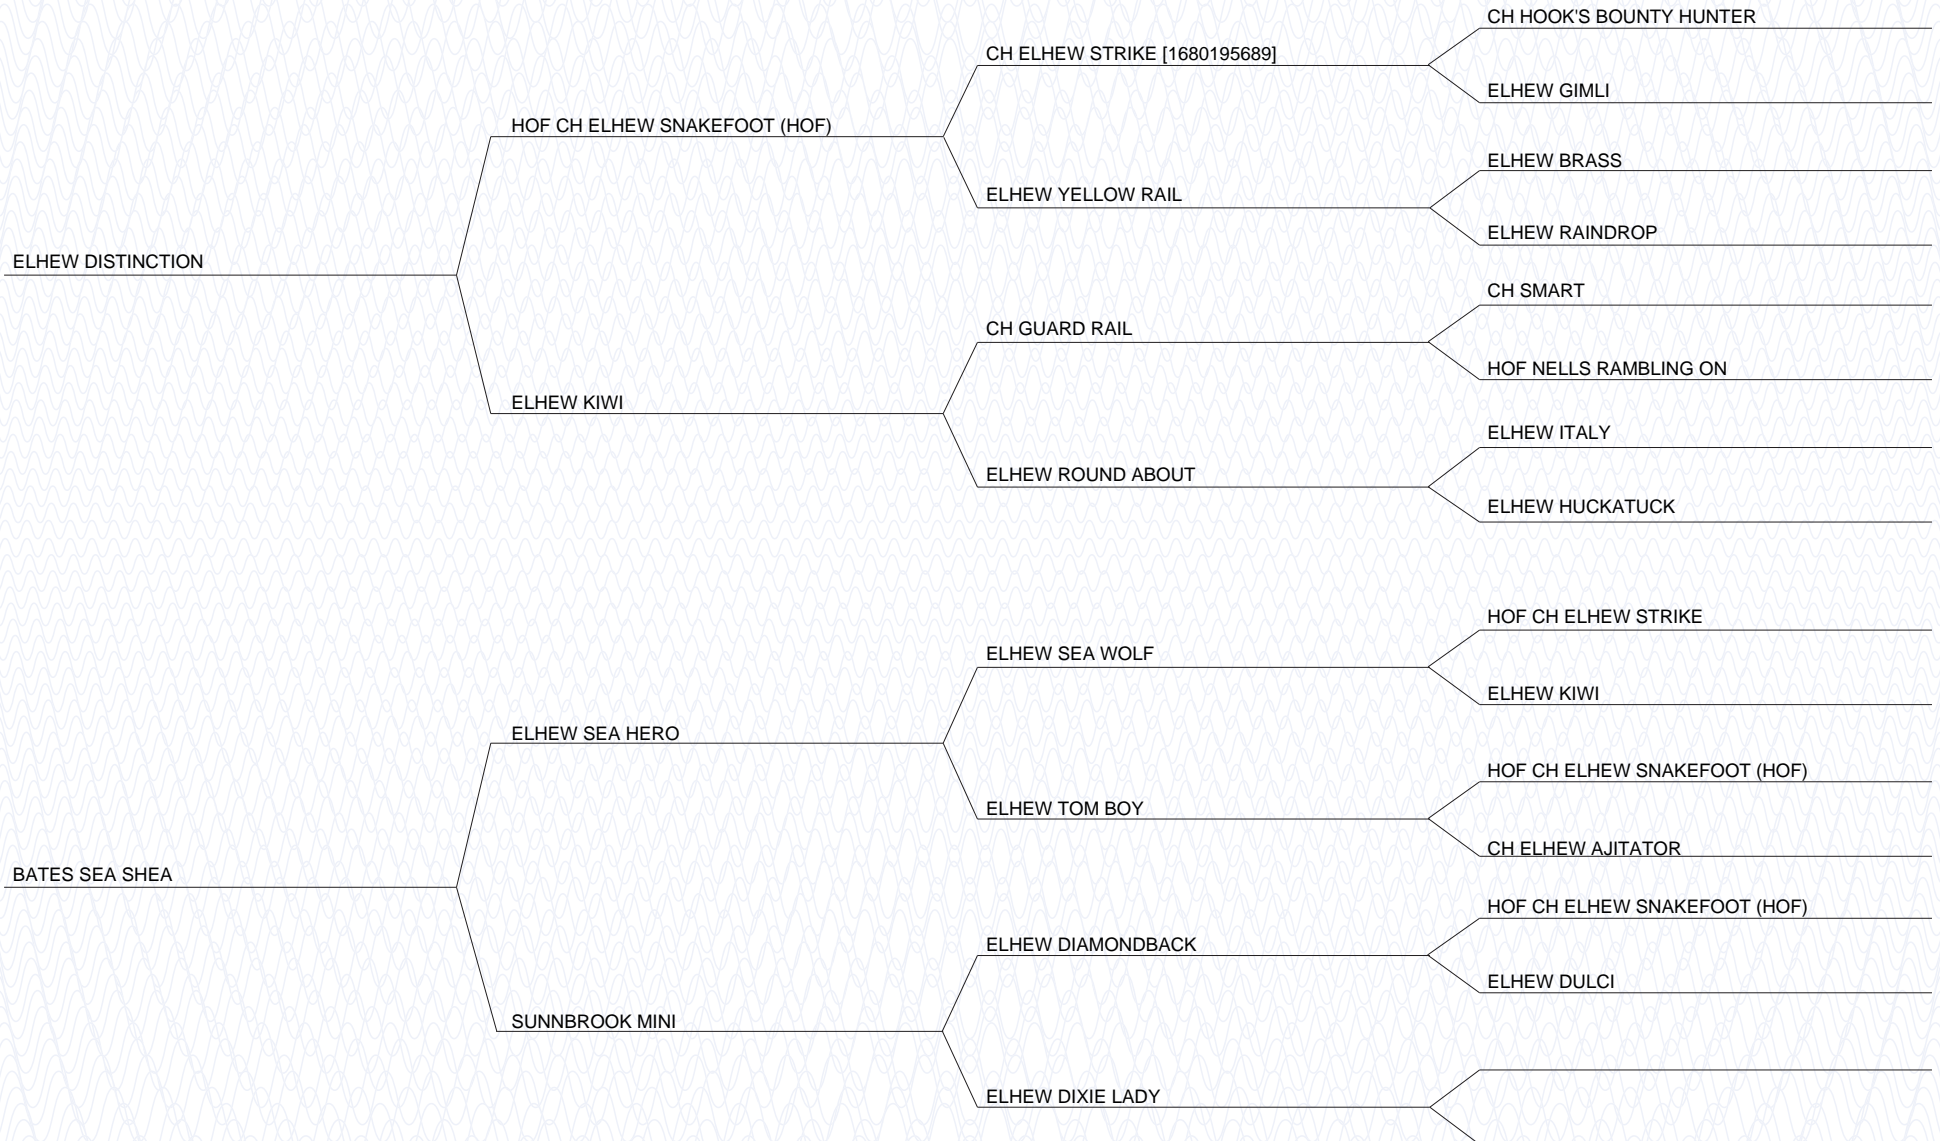 CH HOOK'S BOUNTY HUNTER
CH ELHEW STRIKE [1680195689]
ELHEW GIMLI
HOF CH ELHEW SNAKEFOOT (HOF)
ELHEW BRASS
ELHEW YELLOW RAIL
ELHEW RAINDROP
ELHEW DISTINCTION
CH SMART
CH GUARD RAIL
HOF NELLS RAMBLING ON
ELHEW KIWI
ELHEW ITALY
ELHEW ROUND ABOUT
ELHEW HUCKATUCK
HOF CH ELHEW STRIKE
ELHEW SEA WOLF
ELHEW KIWI
ELHEW SEA HERO
HOF CH ELHEW SNAKEFOOT (HOF)
ELHEW TOM BOY
CH ELHEW AJITATOR
BATES SEA SHEA
HOF CH ELHEW SNAKEFOOT (HOF)
ELHEW DIAMONDBACK
ELHEW DULCI
SUNNBROOK MINI
ELHEW DIXIE LADY